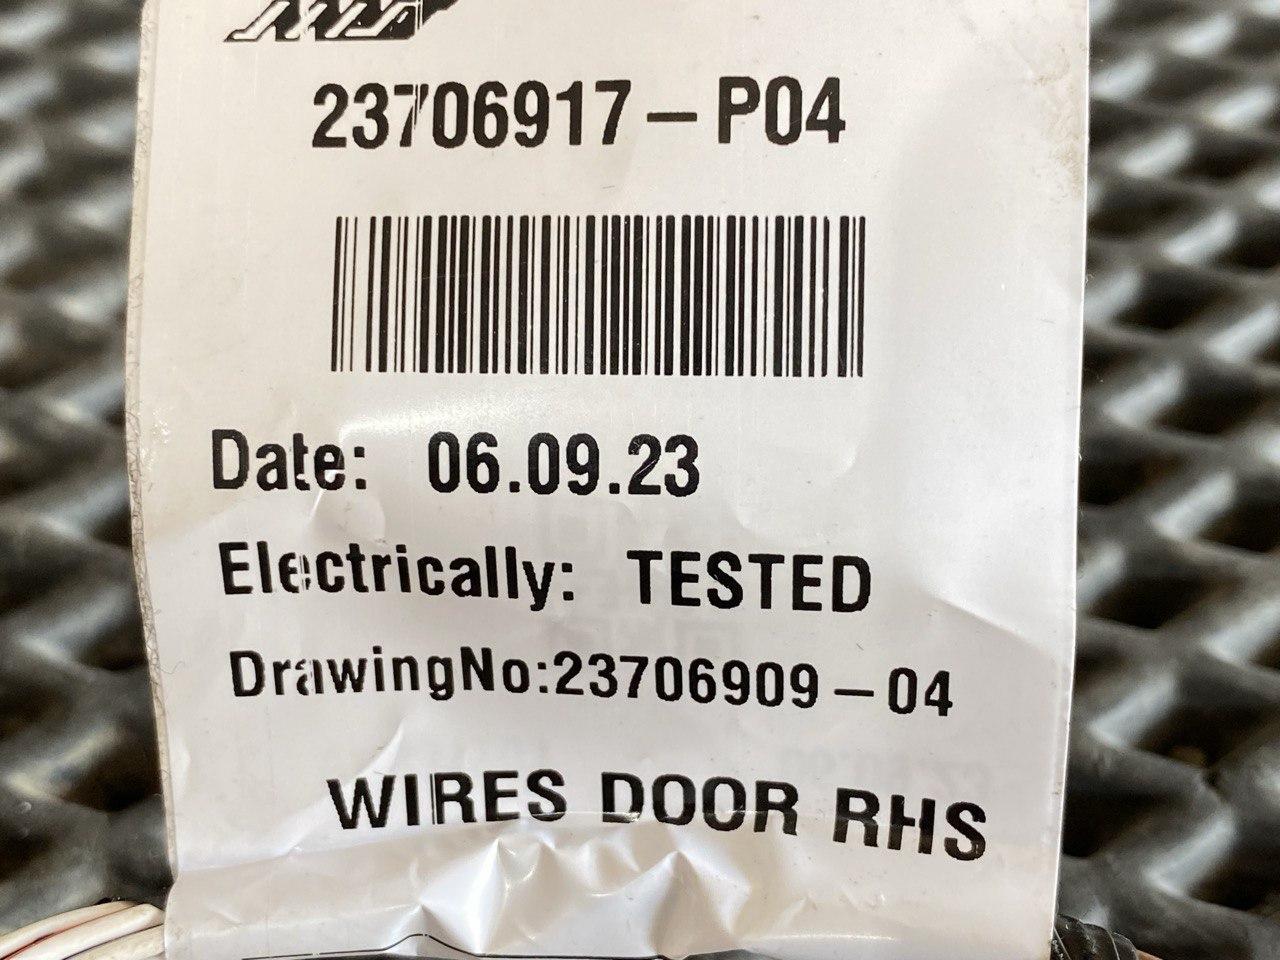 23706917-P04
Date: 06.09.23
Electrically: TESTED
DrawingNo:23706909-04
WIRES DOOR RHS